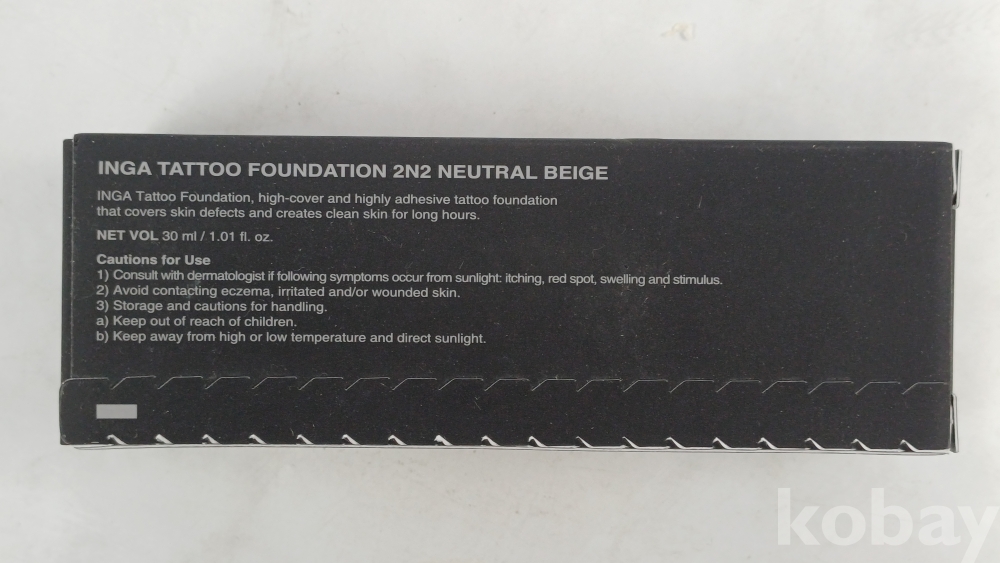 INGA TATTOO FOUNDATION 2N2 NEUTRAL BEIGE
INGA Tattoo Foundation, high-cover and highly adhesive tattoo foundation
that covers skin defects and creates clean skin for long hours.
NET VOL 30 ml / 1.01 fl. oz.
Cautions for Use
1) Consult with dermatologist if following symptoms occur from sunlight: itching, red spot, swelling and stimulus.
2) Avoid contacting eczema, irritated and/or wounded skin.
3) Storage and cautions for handling.
a) Keep out of reach of children.
b) Keep away from high or low temperature and direct sunlight.
kobay